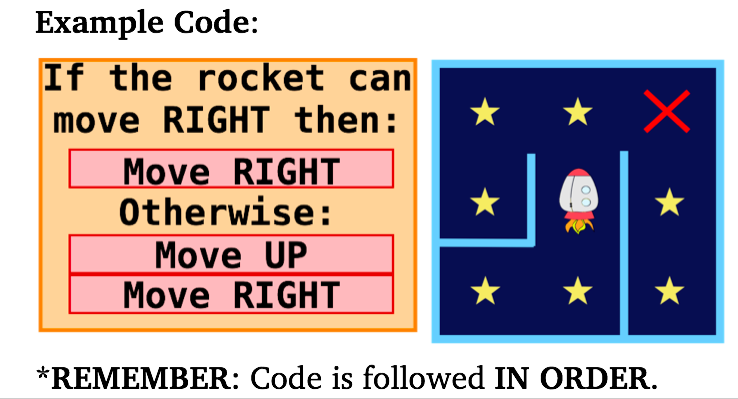 Example Code:
If the rocket can
move RIGHT then:
Move RIGHT
Otherwise:
Move UP
Move RIGHT
*REMEMBER: Code is followed IN ORDER.